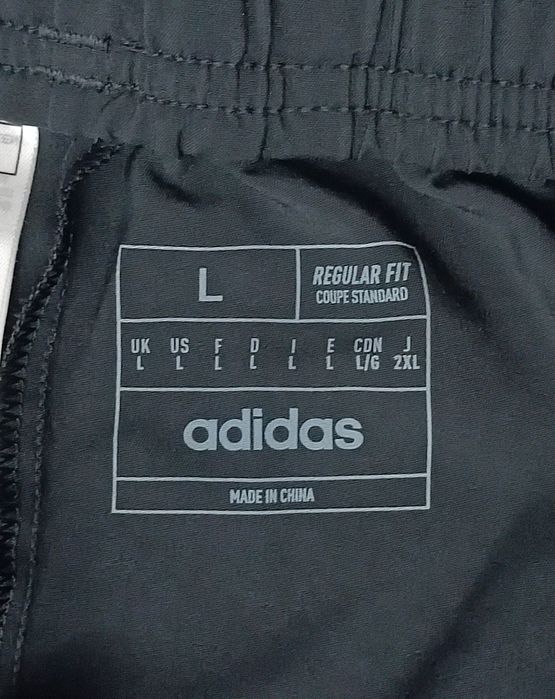 L
REGULAR FIT
COUPE STANDARD
UK US F D I E CDN J
L L L L L L L/G 2XL
adidas
MADE IN CHINA